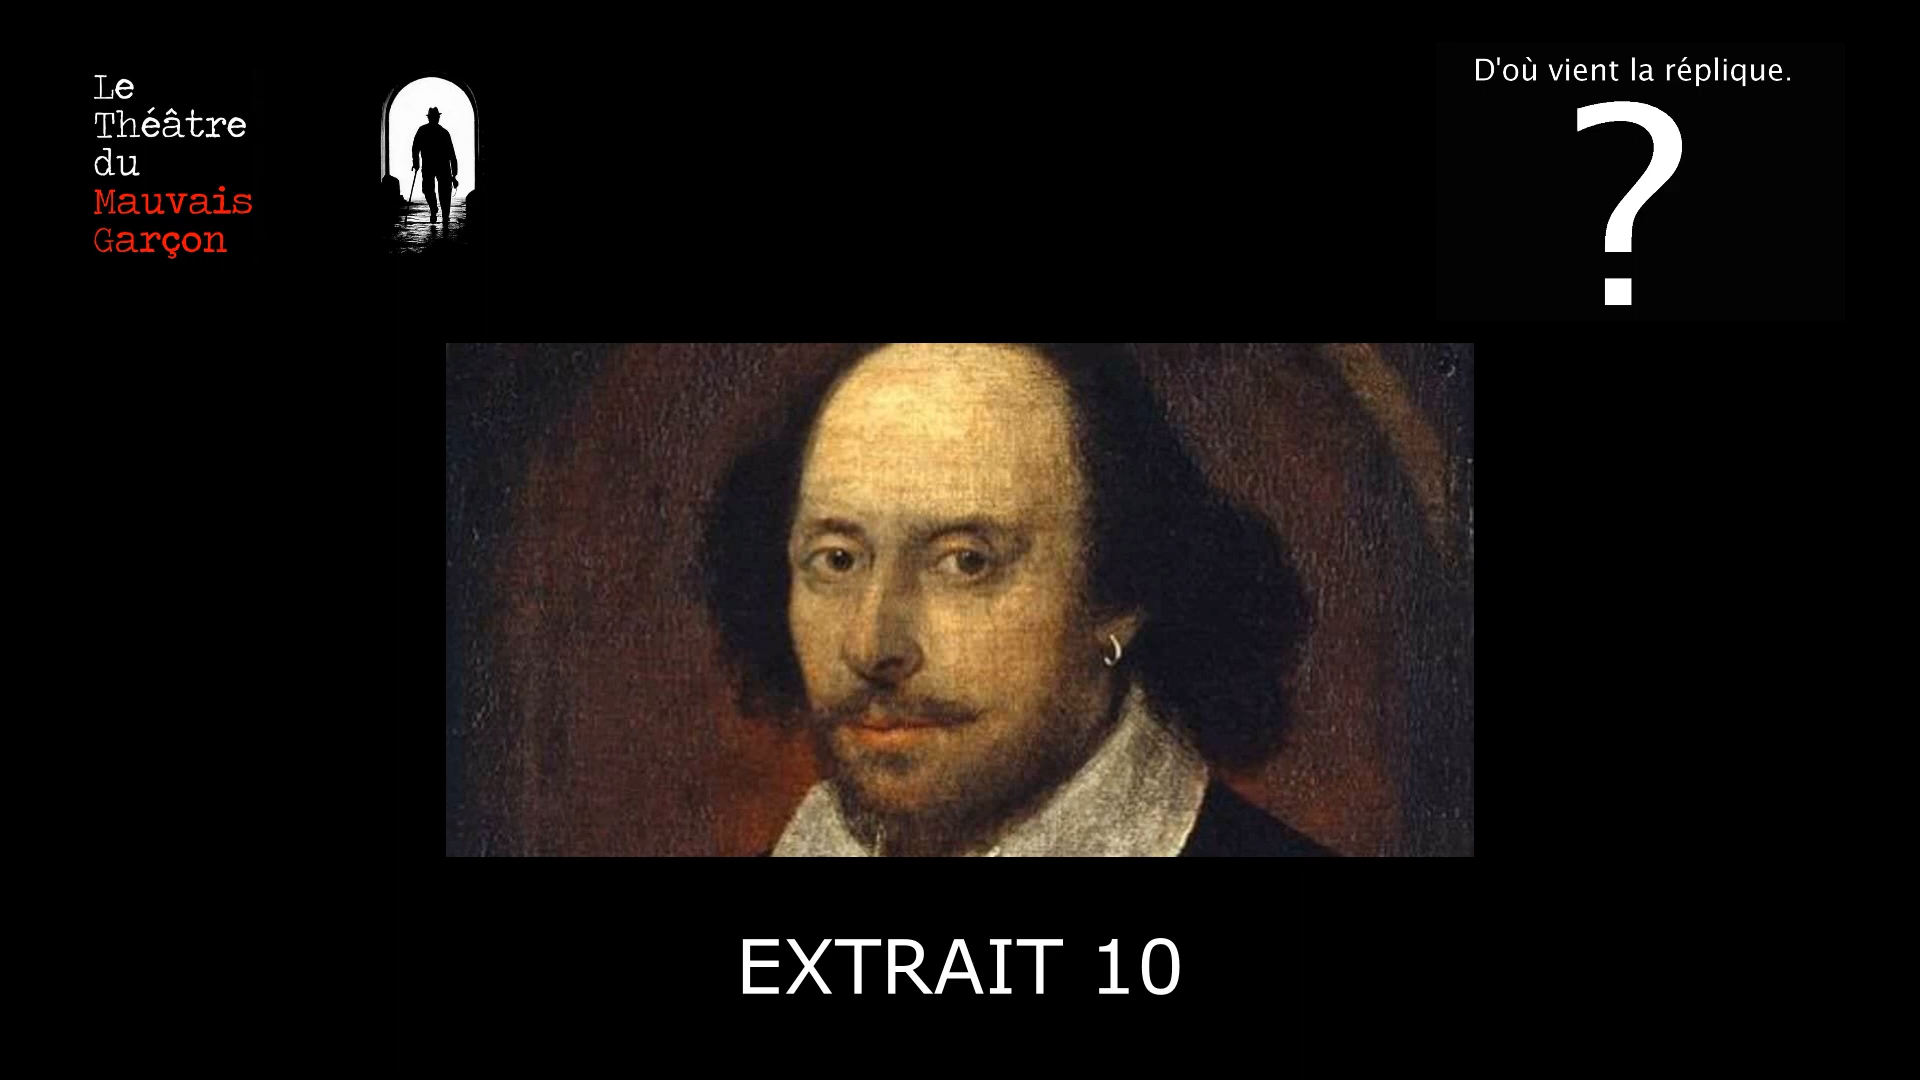 Le
Théâtre
du
Mauvais
Garçon
D'où vient la réplique.
?
EXTRAIT 10